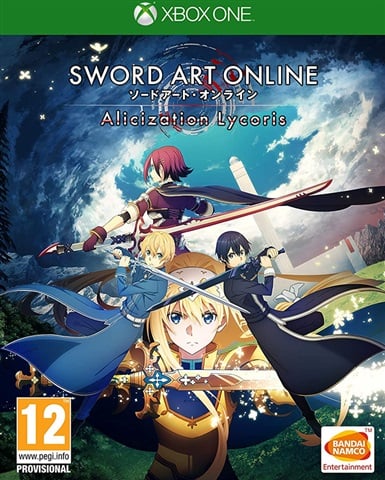 XBOX ONE.
SWORD ART ONLINE
ソードアート・オンライン
Alicization Lycoris
12
www.pegi.info
PROVISIONAL
BANDAI
NAMCO
Entertainment